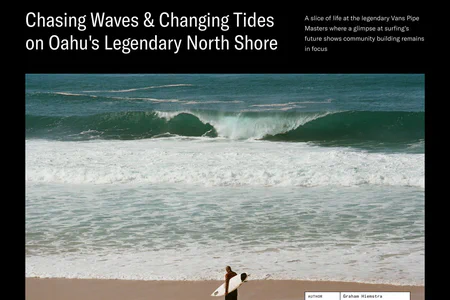 Chasing Waves & Changing Tides
on Oahu's Legendary North Shore
A slice of life at the legendary Vans Pipe
Masters where a glimpse at surfing's
future shows community building remains
in focus
AUTHOR
Graham Hiemstra